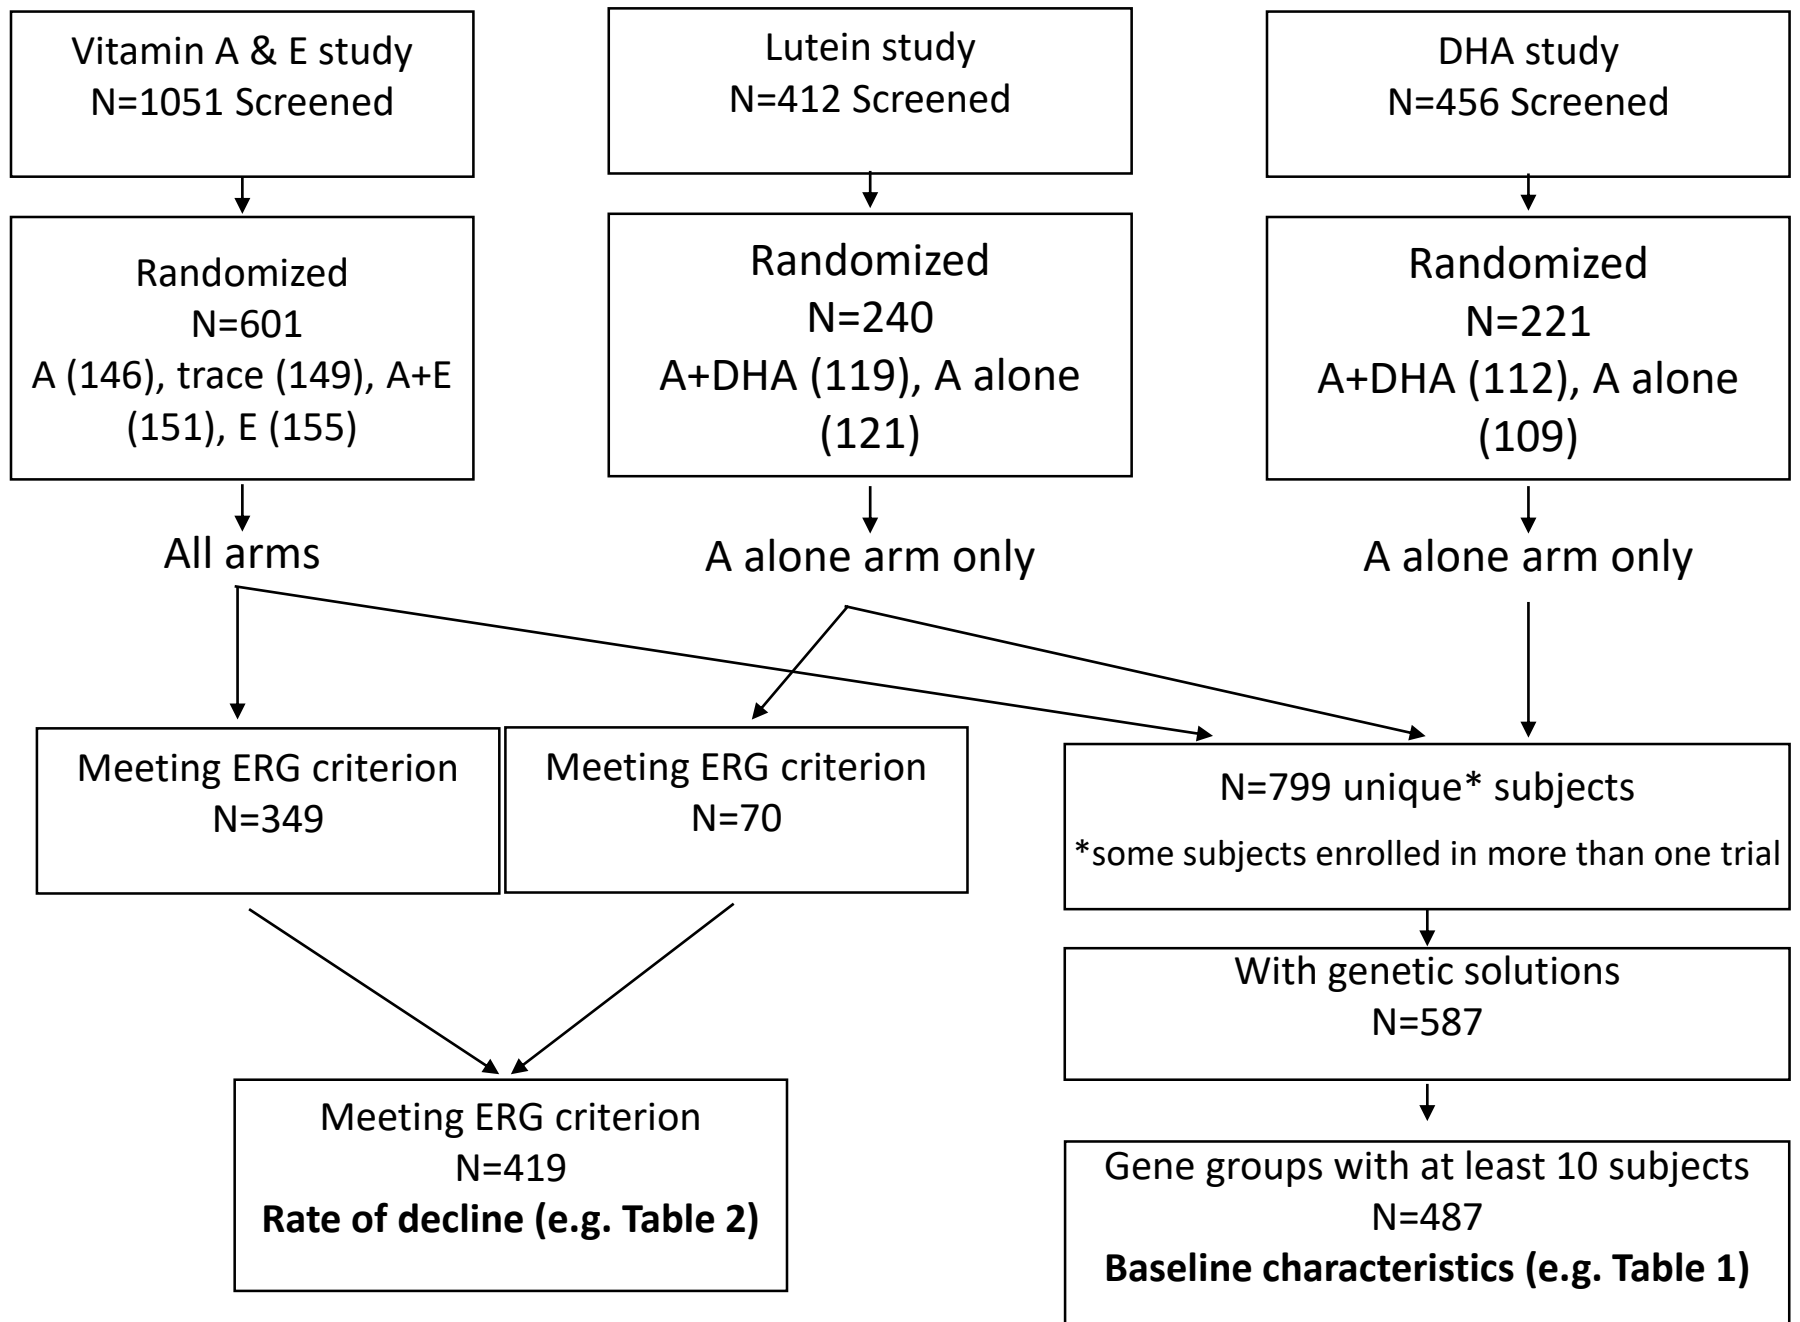 Vitamin A & E study
N=1051 Screened
Lutein study
N=412 Screened
DHA study
N=456 Screened
Randomized
N=601
A (146), trace (149), A+E
(151), E (155)
Randomized
N=240
A+DHA (119), A alone
(121)
Randomized
N=221
A+DHA (112), A alone
(109)
All arms
A alone arm only
A alone arm only
Meeting ERG criterion
N=349
Meeting ERG criterion
N=70
N=799 unique* subjects
*some subjects enrolled in more than one trial
With genetic solutions
N=587
Meeting ERG criterion
N=419
Rate of decline (e.g. Table 2)
Gene groups with at least 10 subjects
N=487
Baseline characteristics (e.g. Table 1)